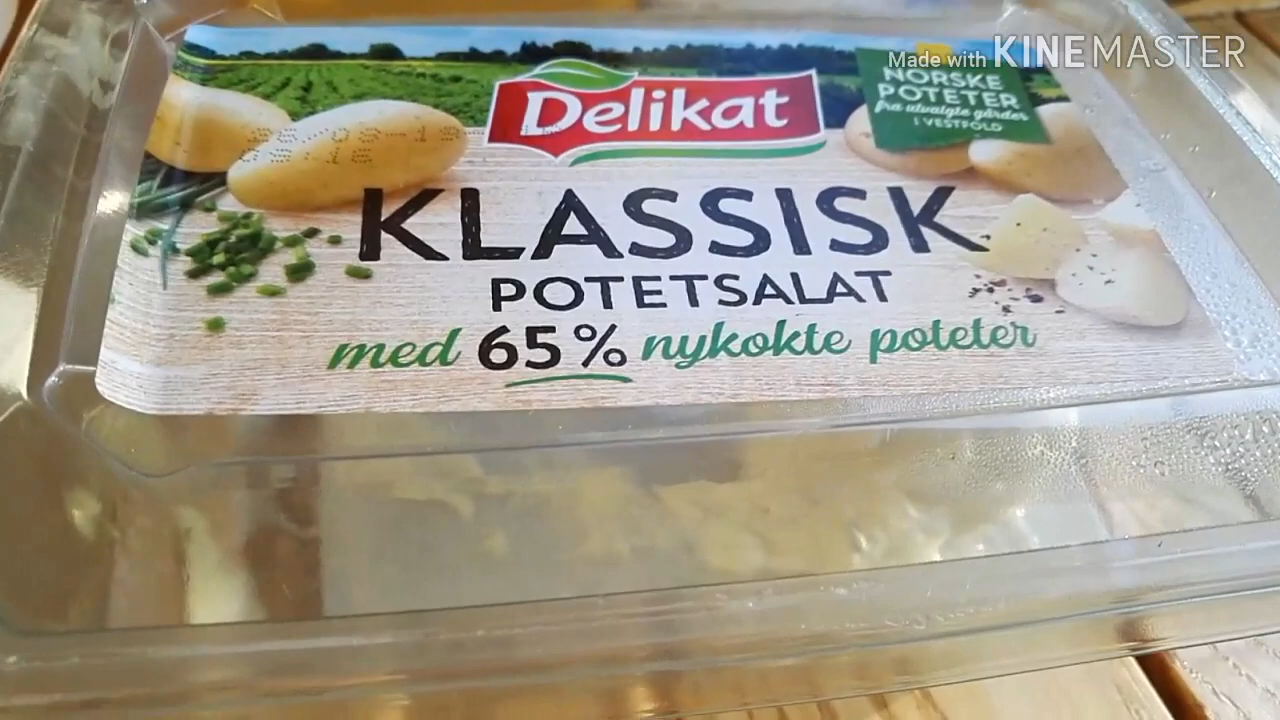 Made with KINEMASTER
Delikat
NORSKE
POTETER
fra utvalgte gårder
I VESTFOLD
KLASSISK
POTETSALAT
med 65% nykokte poteter